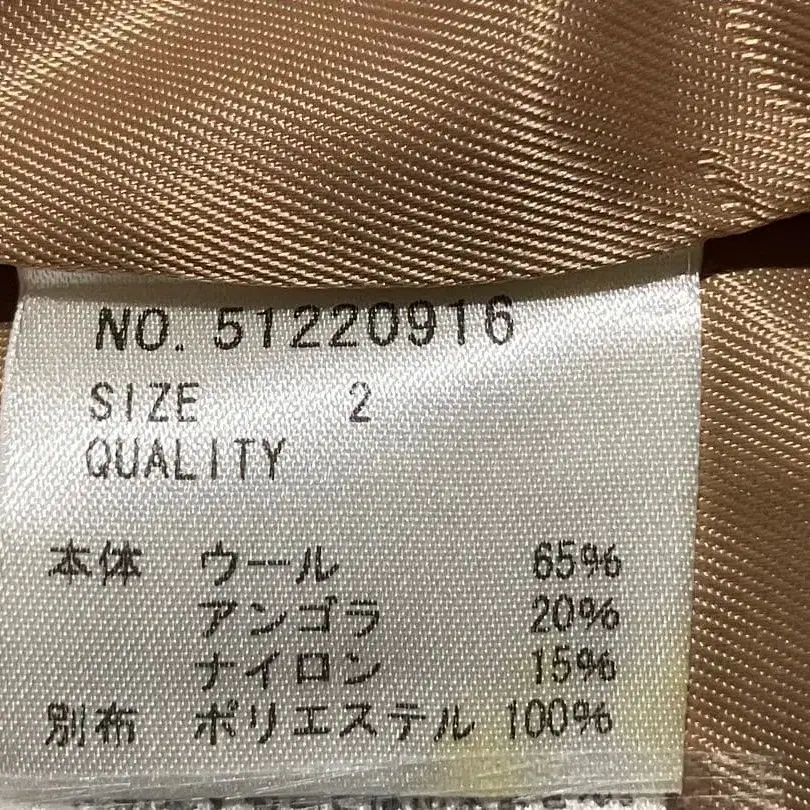 NO. 51220916
SIZE 2
QUALITY
本体 ウール 65%
アンゴラ 20%
ナイロン 15%
別布 ポリエステル 100%